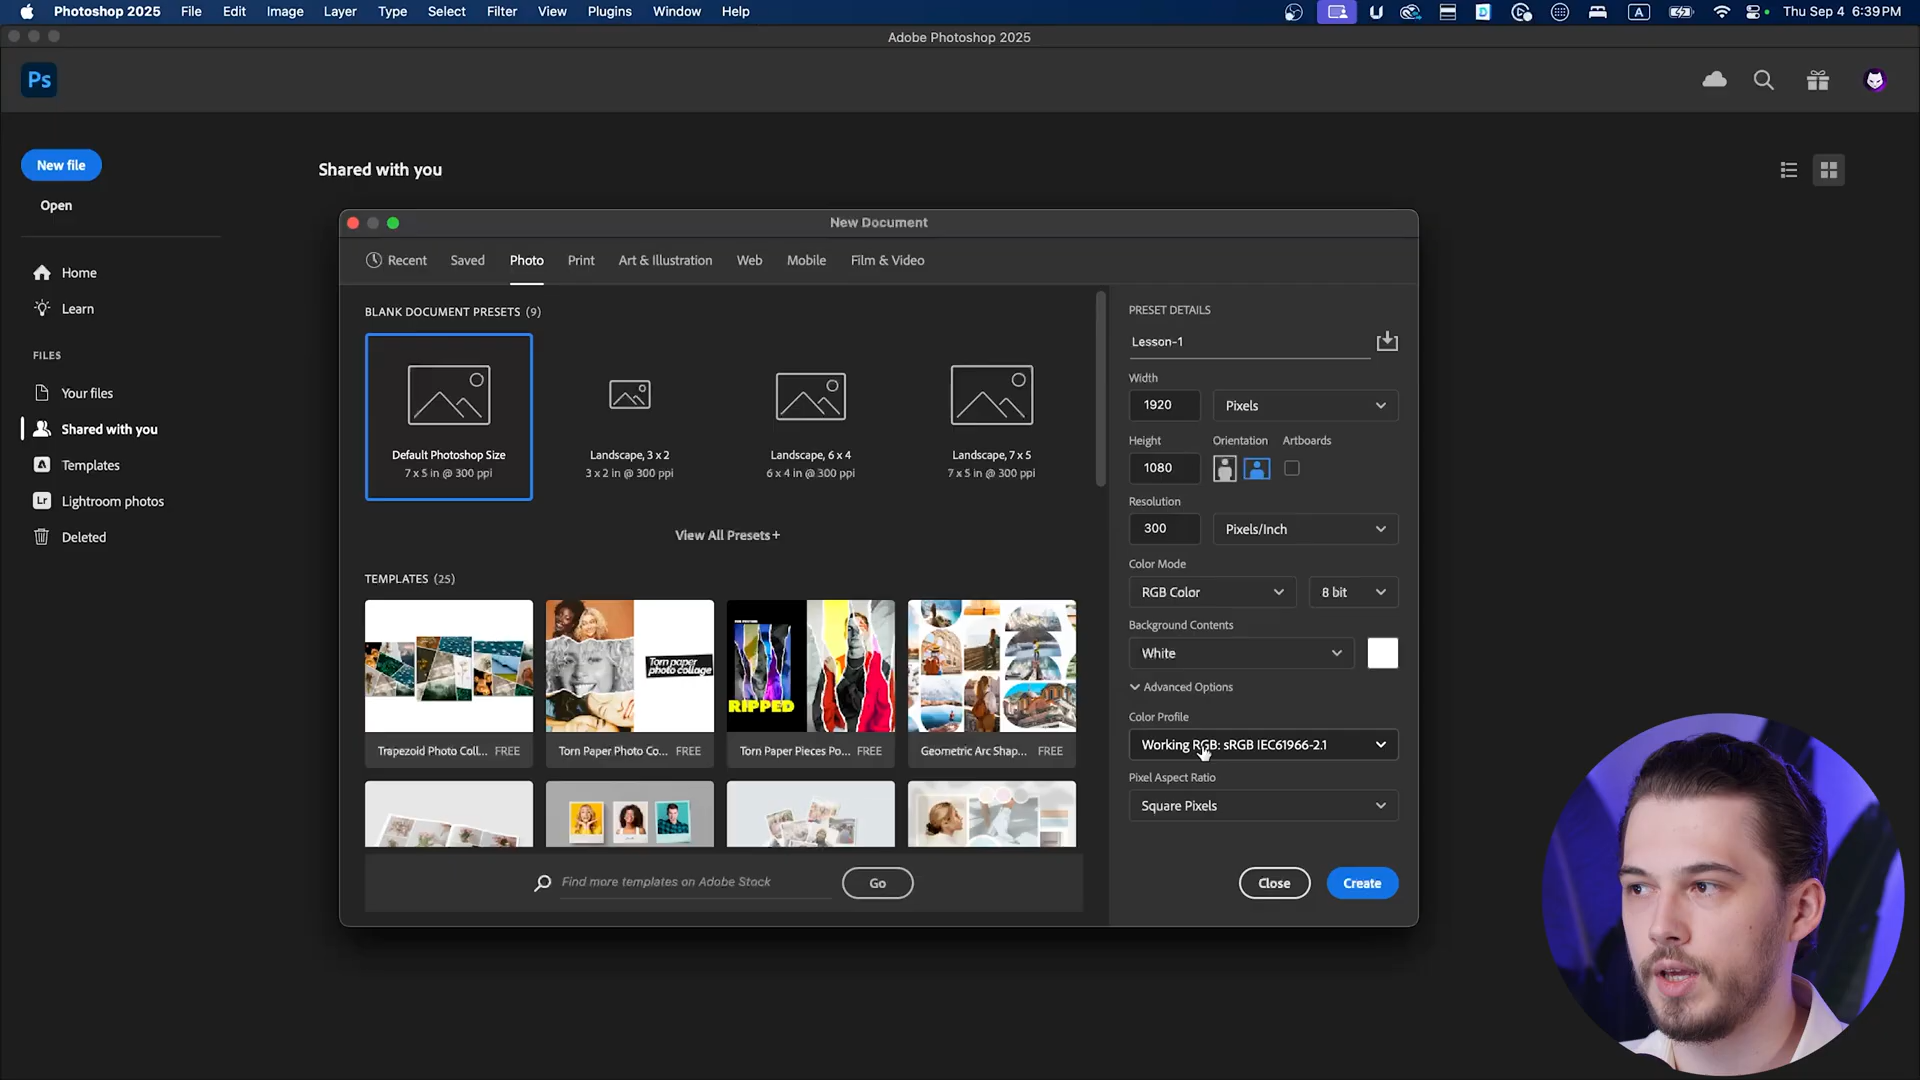 Photoshop 2025 File Edit Image Layer Type Select Filter View Plugins Window Help
A
Thu Sep 4 6:39 PM
Adobe Photoshop 2025
Ps
New file
Open
Home
Learn
FILES
Your files
Shared with you
Templates
Lr Lightroom photos
Deleted
Shared with you
New Document
Recent Saved Photo Print Art & Illustration Web Mobile Film & Video
BLANK DOCUMENT PRESETS (9)
Default Photoshop Size
7 x 5 in @ 300 ppi
Landscape, 3 x 2
3 x 2 in @ 300 ppi
Landscape, 6 x 4
6 x 4 in @ 300 ppi
Landscape, 7 x 5
7 x 5 in @ 300 ppi
View All Presets+
TEMPLATES (25)
Torn paper
photo collage
RIPPED
Trapezoid Photo Coll... FREE
Torn Paper Photo Co... FREE
Torn Paper Pieces Po... FREE
Geometric Arc Shap... FREE
Find more templates on Adobe Stock
Go
PRESET DETAILS
Lesson-1
Width
1920 Pixels
Height Orientation Artboards
1080
Resolution
300 Pixels/Inch
Color Mode
RGB Color 8 bit
Background Contents
White
Advanced Options
Color Profile
Working RGB: sRGB IEC61966-2.1
Pixel Aspect Ratio
Square Pixels
Close Create